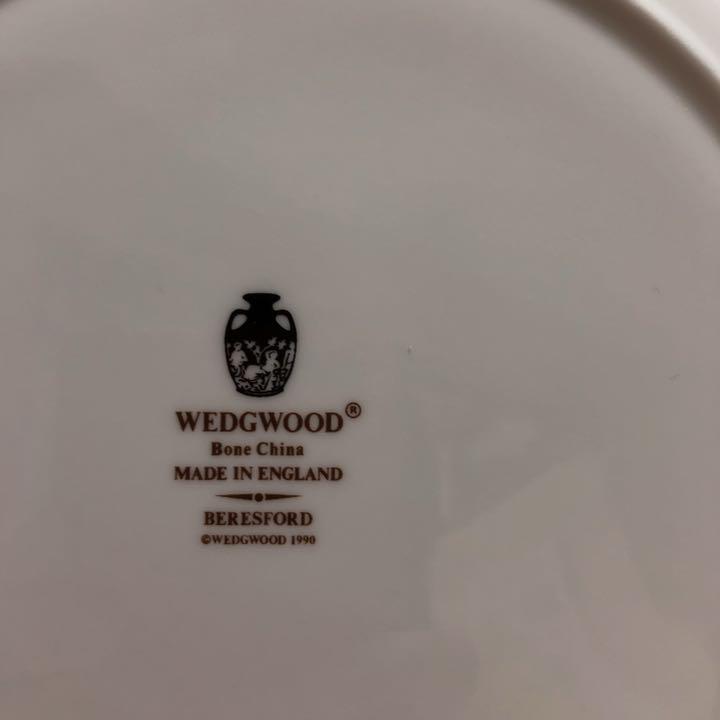 WEDGWOOD®
Bone China
MADE IN ENGLAND
BERESFORD
©WEDGWOOD 1990